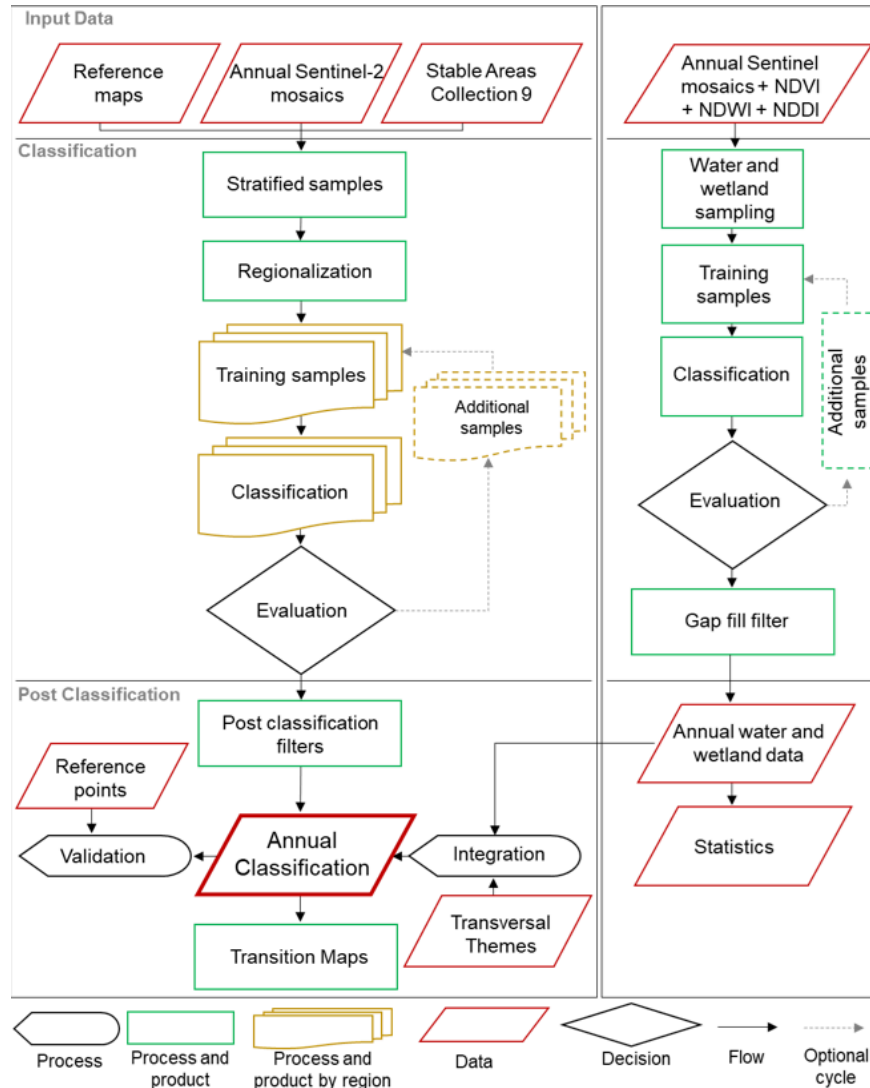 Input Data
Reference
maps
Annual Sentinel-2
mosaics
Stable Areas
Collection 9
Classification
Stratified samples
Regionalization
Training samples
Additional
samples
Classification
Evaluation
Post Classification
Post classification
filters
Reference
points
Validation
Annual
Classification
Integration
Transversal
Themes
Transition Maps
Annual Sentinel
mosaics + NDVI
+ NDWI + NDDI
Water and
wetland
sampling
Training
samples
Classification
Additional
samples
Evaluation
Gap fill filter
Annual water and
wetland data
Statistics
Process
Process and
product
Process and
product by region
Data
Decision
Flow
Optional
cycle